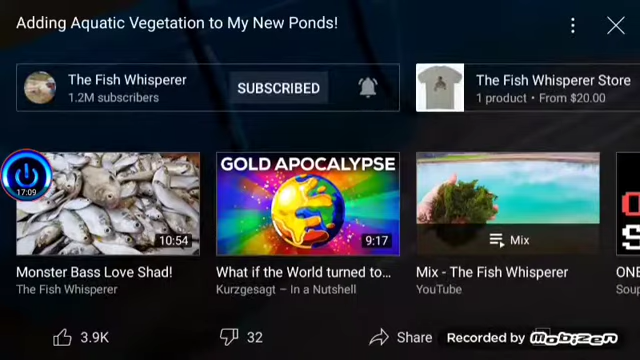 Adding Aquatic Vegetation to My New Ponds!
The Fish Whisperer
1.2M subscribers
SUBSCRIBED
The Fish Whisperer Store
1 product • From $20.00
17:09
10:54
GOLD APOCALYPSE
9:17
Mix
Monster Bass Love Shad!
The Fish Whisperer
What if the World turned to...
Kurzgesagt – In a Nutshell
Mix - The Fish Whisperer
YouTube
ONE
Soup
3.9K
32
Share
Recorded by Mobizen